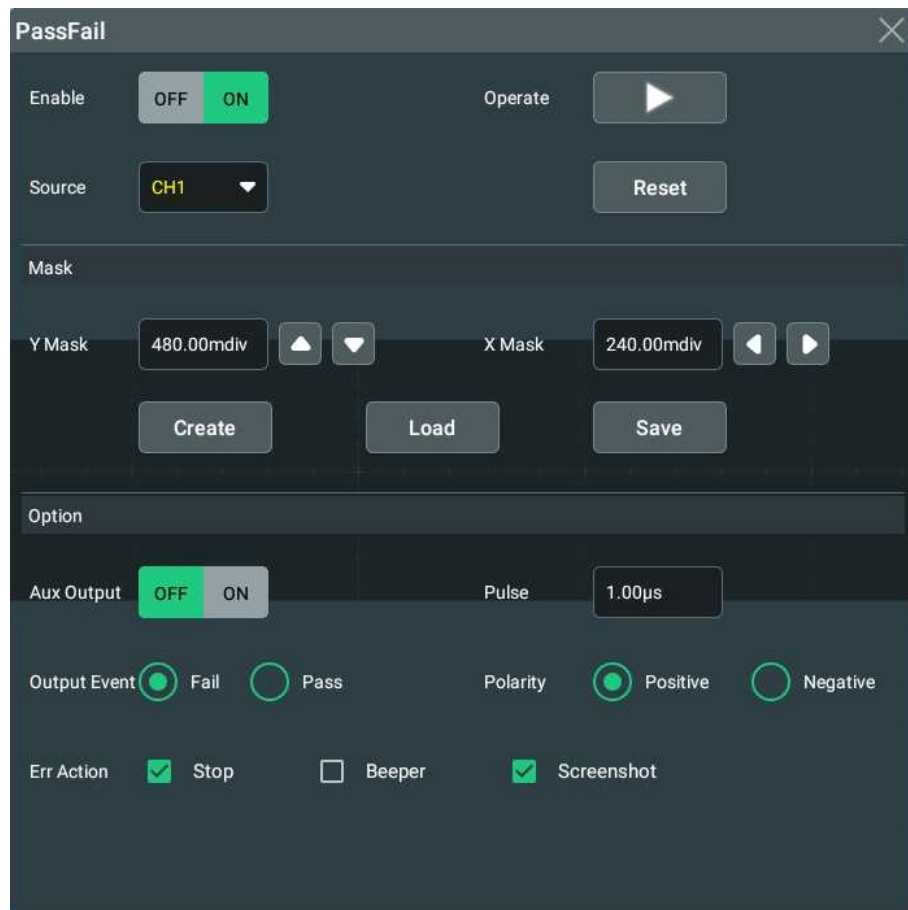 PassFail
Enable OFF ON Operate
Source CH1 Reset
Mask
Y Mask 480.00mdiv X Mask 240.00mdiv
Create Load Save
Option
Aux Output OFF ON Pulse 1.00µs
Output Event Fail Pass Polarity Positive Negative
Err Action Stop Beeper Screenshot